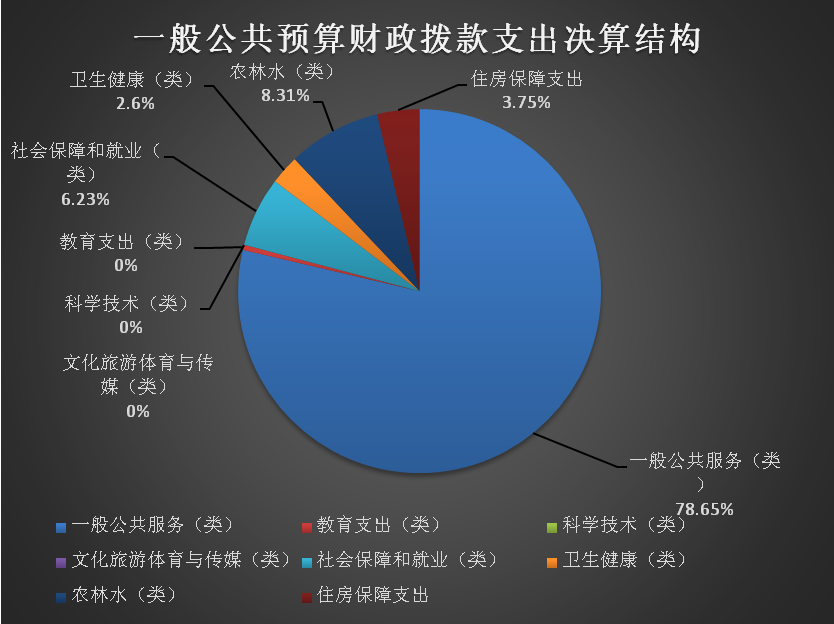 一般公共预算财政拨款支出决算结构
卫生健康（类）
2.6%
农林水（类）
8.31%
住房保障支出
3.75%
社会保障和就业（
类）
6.23%
教育支出（类）
0%
科学技术（类）
0%
文化旅游体育与传
媒（类）
0%
一般公共服务（类
）
78.65%
一般公共服务（类） 教育支出（类） 科学技术（类）
文化旅游体育与传媒（类） 社会保障和就业（类） 卫生健康（类）
农林水（类） 住房保障支出